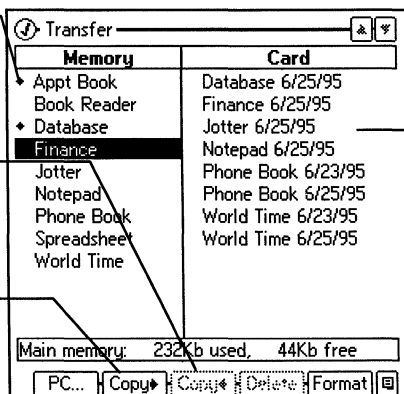 Transfer
Memory Card
Appt Book Database 6/25/95
Book Reader Finance 6/25/95
Database Jotter 6/25/95
Finance Notepad 6/25/95
Jotter Phone Book 6/23/95
Notepad Phone Book 6/25/95
Phone Book World Time 6/23/95
Spreadsheet World Time 6/25/95
World Time
Main memory: 232Kb used, 44Kb free
PC... Copy Copy Delete Format